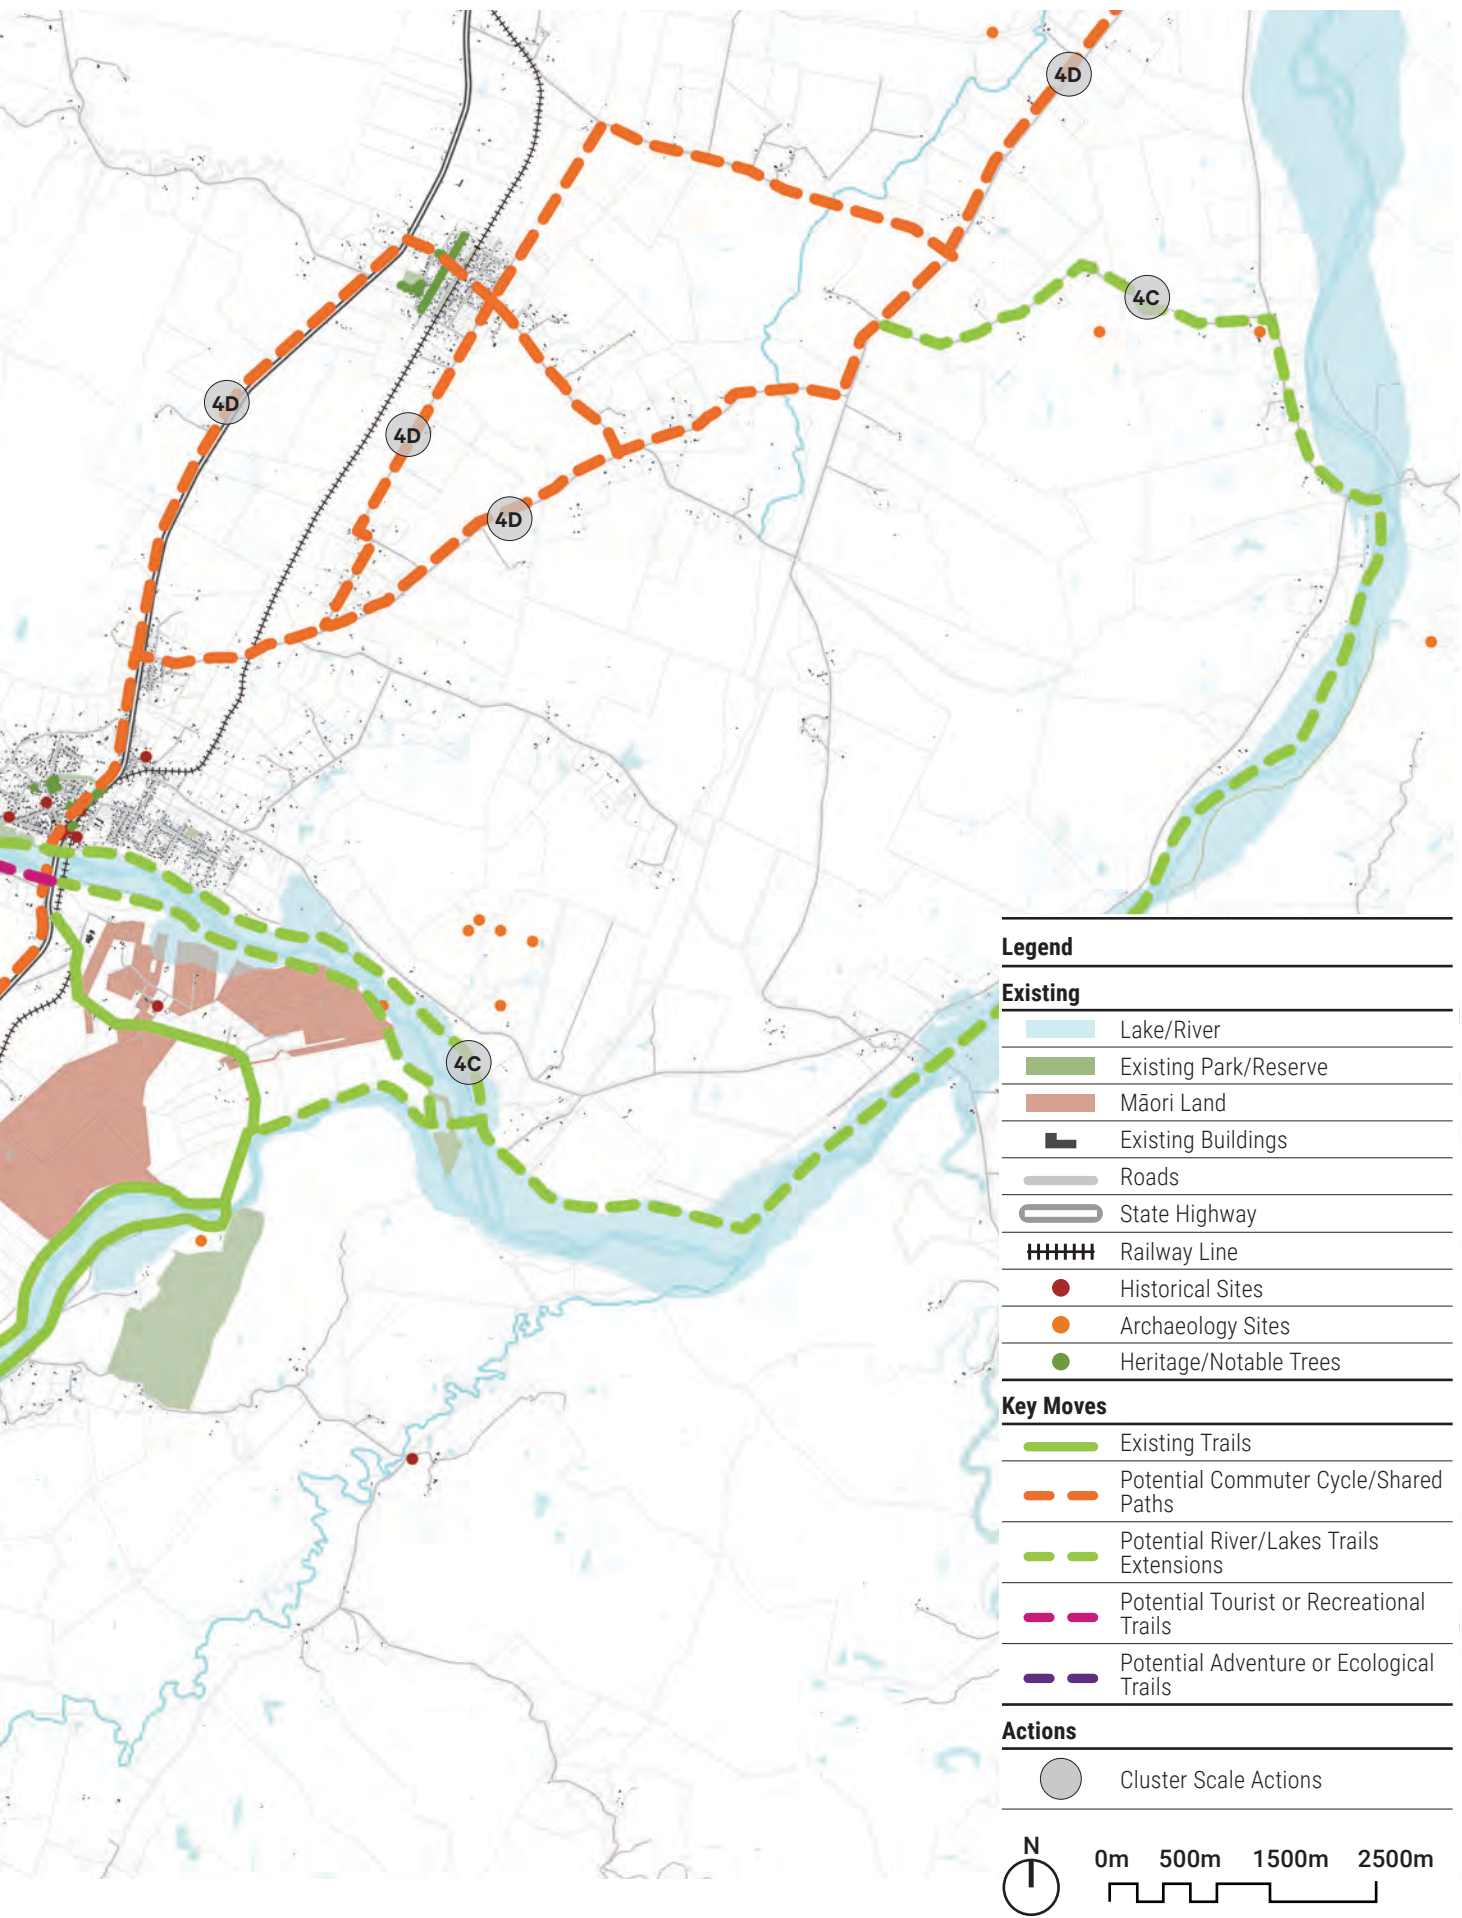 4D
4C
4D
4D
4D
4C
Legend
Existing
Lake/River
Existing Park/Reserve
Māori Land
Existing Buildings
Roads
State Highway
Railway Line
Historical Sites
Archaeology Sites
Heritage/Notable Trees
Key Moves
Existing Trails
Potential Commuter Cycle/Shared
Paths
Potential River/Lakes Trails
Extensions
Potential Tourist or Recreational
Trails
Potential Adventure or Ecological
Trails
Actions
Cluster Scale Actions
N
0m 500m 1500m 2500m